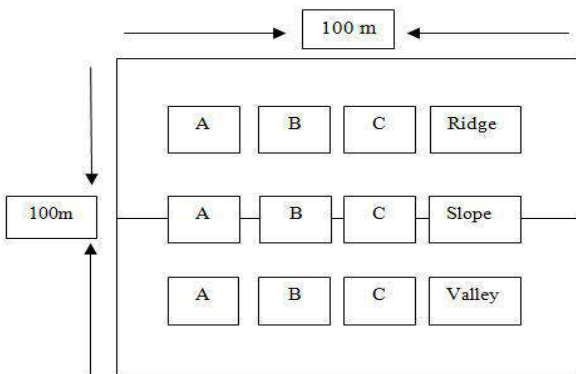 100 m
A B C Ridge
100m
A B C Slope
A B C Valley